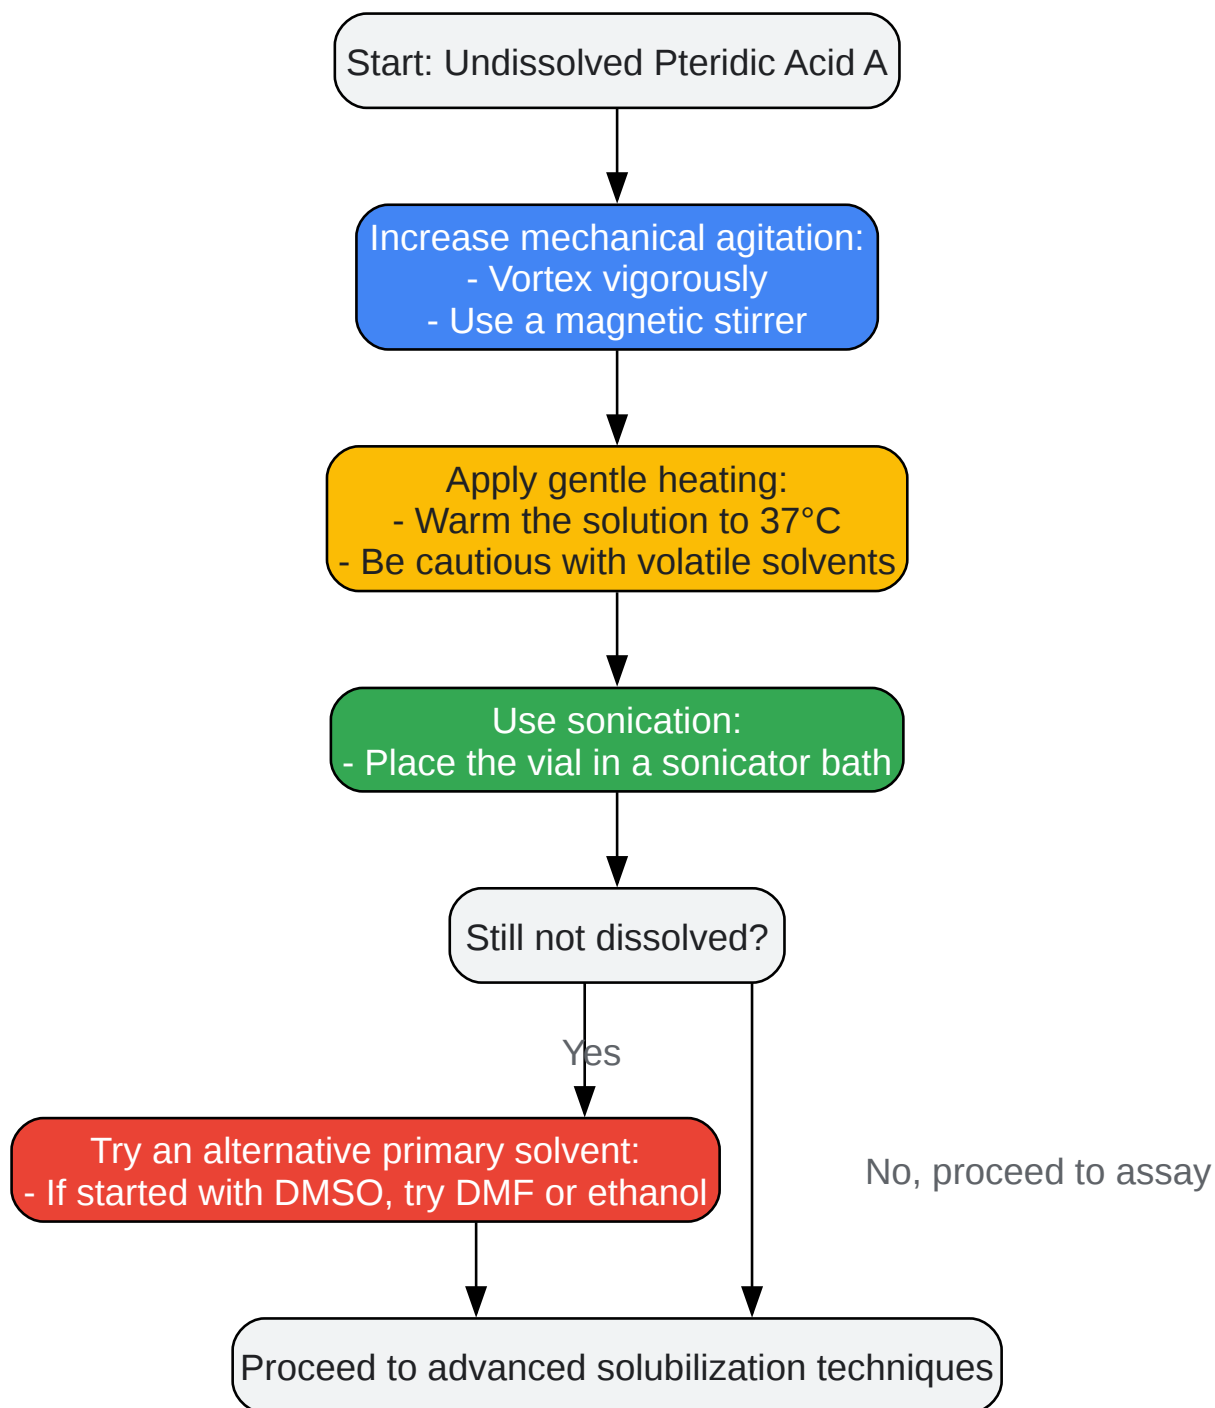 Start: Undissolved Pteridic Acid A
Increase mechanical agitation:
- Vortex vigorously
- Use a magnetic stirrer
Apply gentle heating:
- Warm the solution to 37°C
- Be cautious with volatile solvents
Use sonication:
- Place the vial in a sonicator bath
Still not dissolved?
Yes
Try an alternative primary solvent:
- If started with DMSO, try DMF or ethanol
No, proceed to assay
Proceed to advanced solubilization techniques